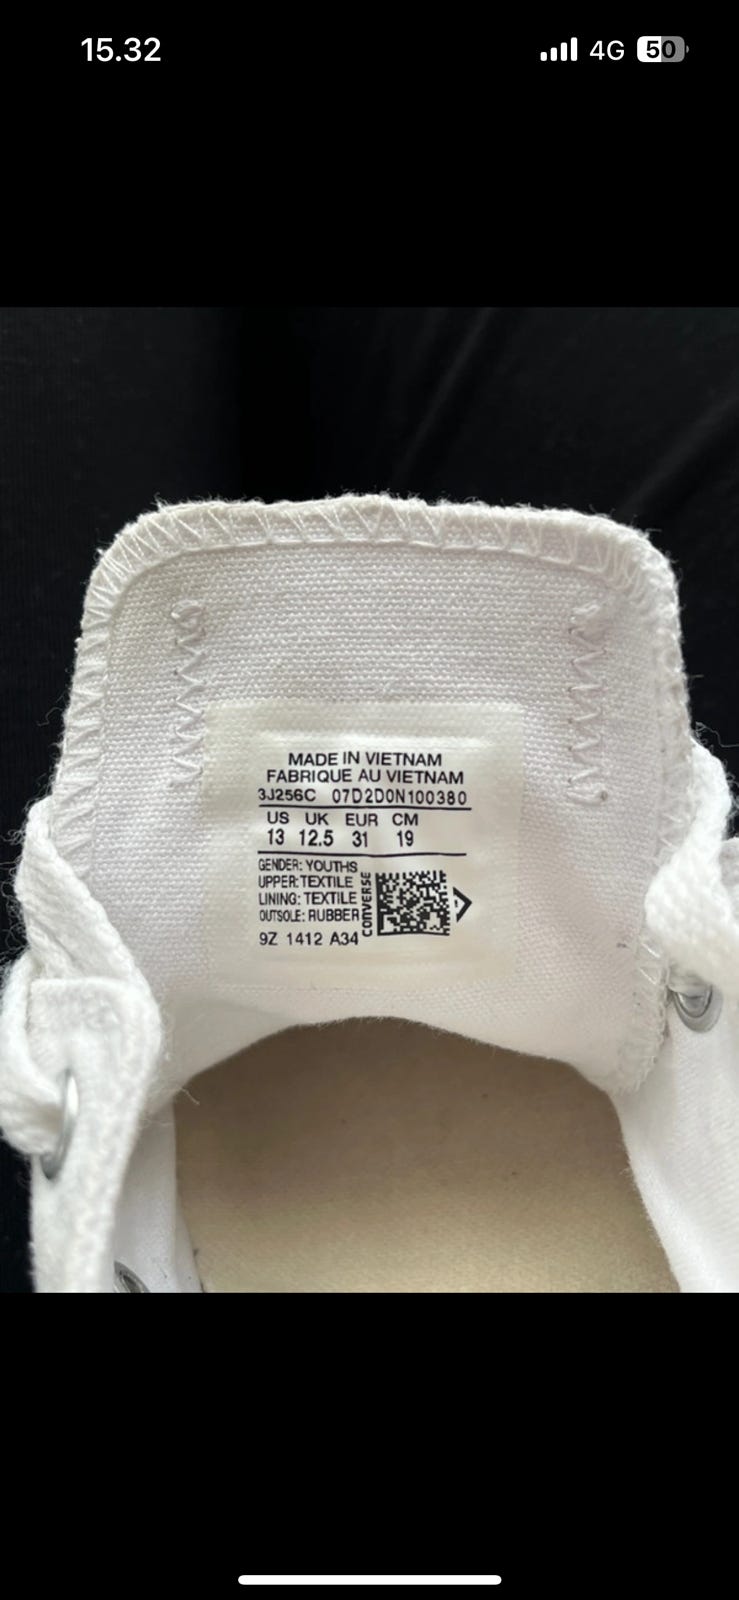 15.32
4G 50
MADE IN VIETNAM
FABRIQUE AU VIETNAM
3J256C 07D2D0N100380
US UK EUR CM
13 12.5 31 19
GENDER: YOUTHS
UPPER: TEXTILE
LINING: TEXTILE
OUTSOLE: RUBBER
CONVERSE
9Z 1412 A34